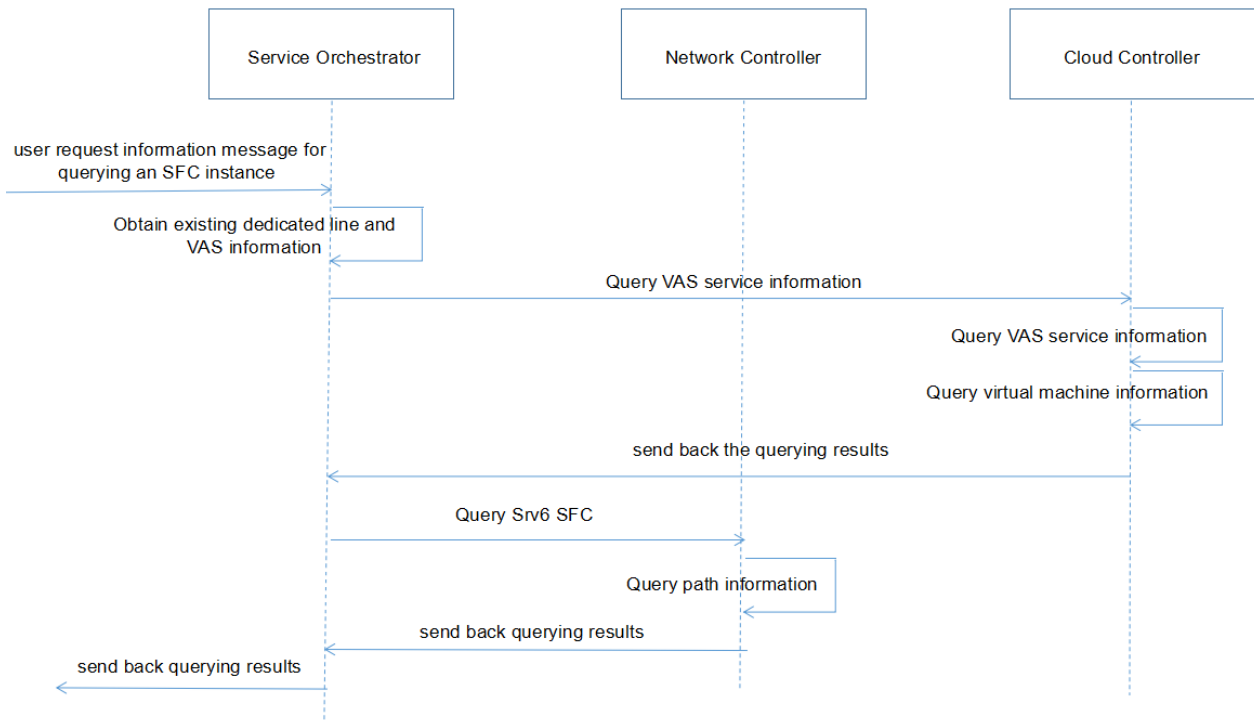 Service Orchestrator
Network Controller
Cloud Controller
user request information message for
querying an SFC instance
Obtain existing dedicated line and
VAS information
Query VAS service information
Query VAS service information
Query virtual machine information
send back the querying results
Query Srv6 SFC
Query path information
send back querying results
send back querying results